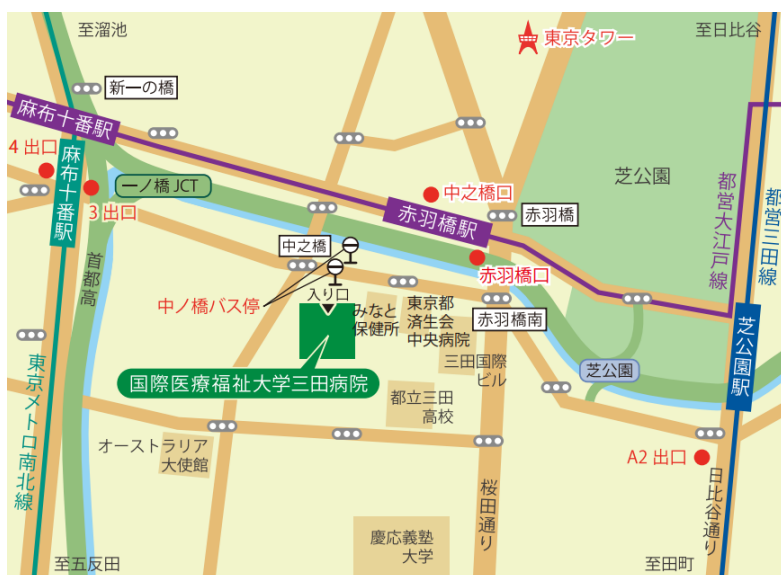 至溜池
東京タワー
至日比谷
新一の橋
麻布十番駅
4 出口
麻布十番駅
一ノ橋 JCT
3 出口
中之橋口
芝公園
赤羽橋駅
赤羽橋
都営大江戸線
都営三田線
中之橋
首都高
赤羽橋口
入り口
中ノ橋バス停
みなと
保健所
東京都
済生会
中央病院
赤羽橋南
芝公園駅
三田国際
ビル
芝公園
国際医療福祉大学三田病院
東京メトロ南北線
都立三田
高校
オーストラリア
大使館
A2 出口
桜田通り
日比谷通り
慶応義塾
大学
至五反田
至田町